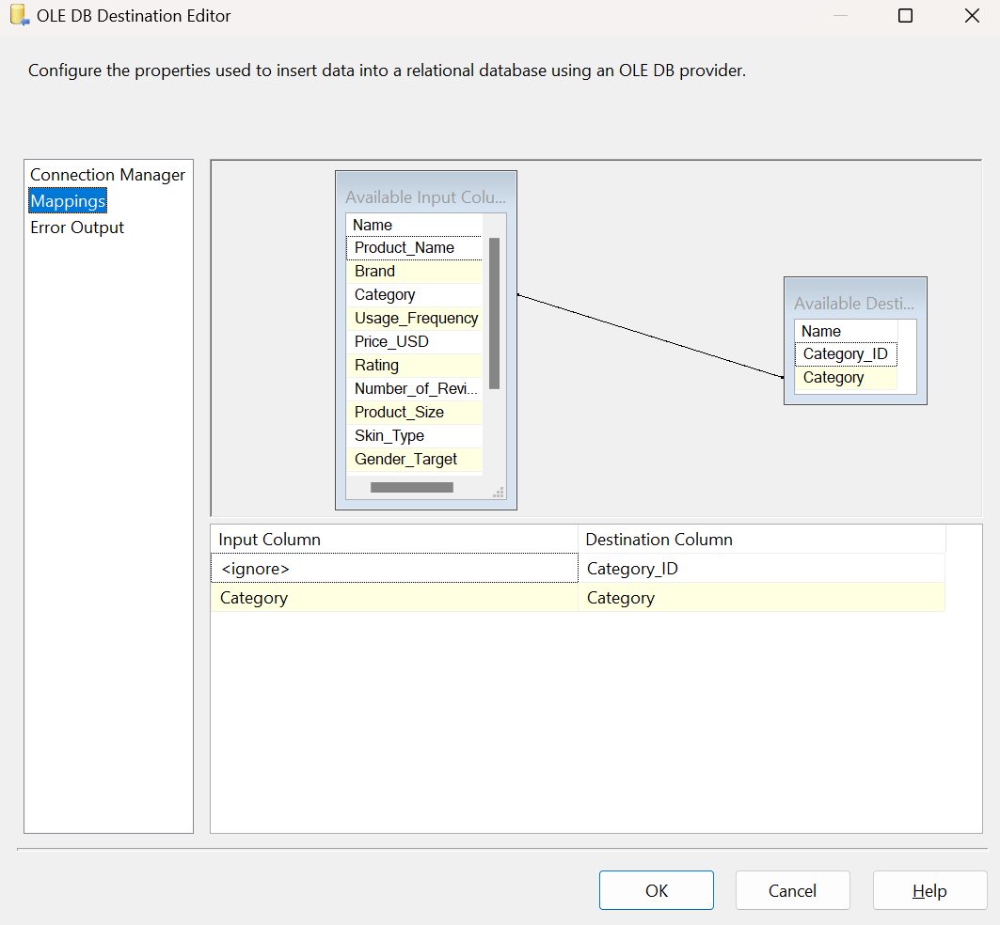 OLE DB Destination Editor
Configure the properties used to insert data into a relational database using an OLE DB provider.
Connection Manager
Mappings
Error Output
Available Input Colu...
Name
Product_Name
Brand
Category
Usage_Frequency
Price_USD
Rating
Number_of_Revi...
Product_Size
Skin_Type
Gender_Target
Available Desti...
Name
Category_ID
Category
Input Column Destination Column
<ignore> Category_ID
Category Category
OK Cancel Help